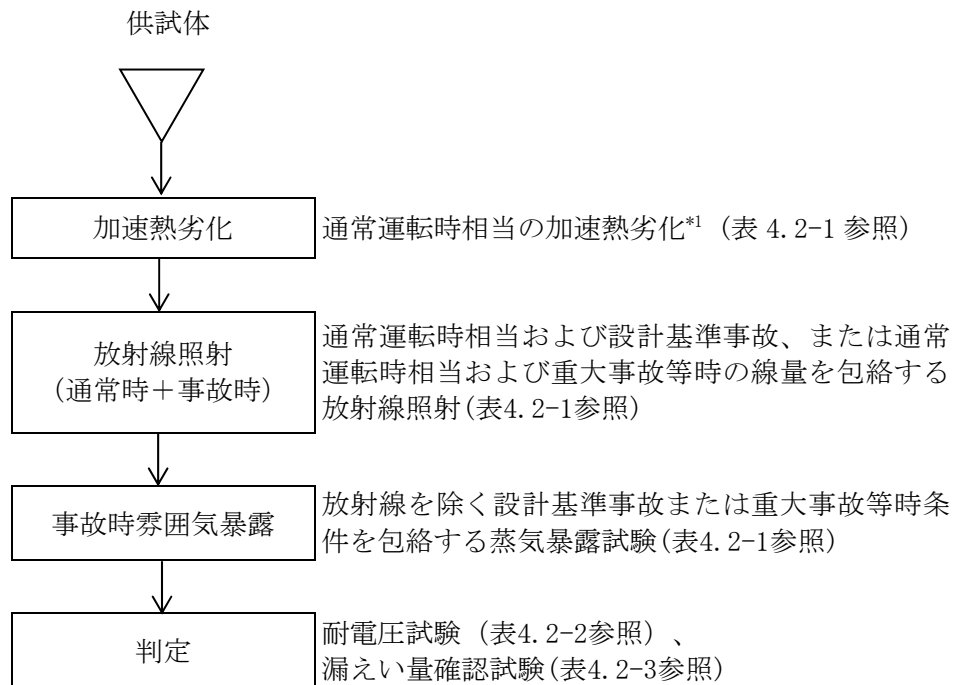 供試体
加速熱劣化
通常運転時相当の加速熱劣化*1 (表 4.2-1 参照)
放射線照射
(通常時+事故時)
通常運転時相当および設計基準事故、または通常
運転時相当および重大事故等時の線量を包絡する
放射線照射(表4.2-1参照)
事故時雰囲気暴露
放射線を除く設計基準事故または重大事故等時条
件を包絡する蒸気暴露試験(表4.2-1参照)
判定
耐電圧試験 (表4.2-2参照) 、
漏えい量確認試験(表4.2-3参照)